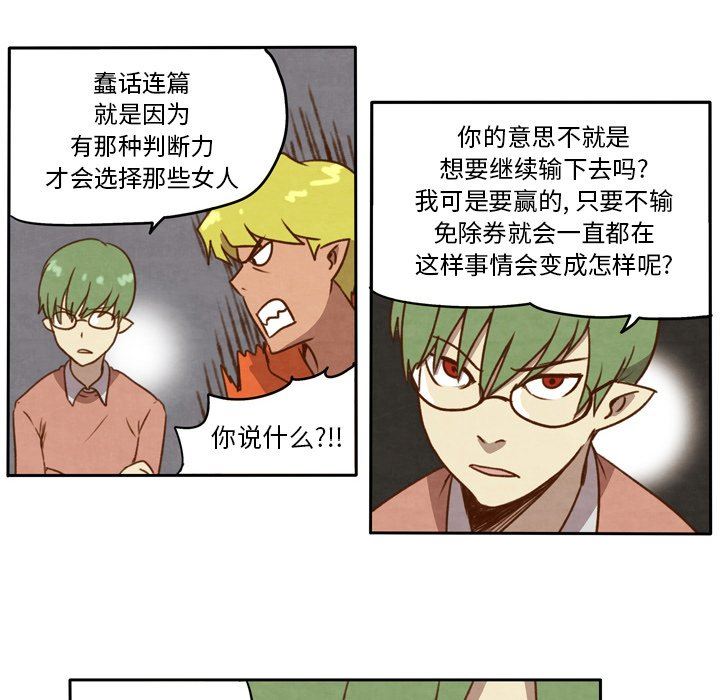 蠢话连篇
就是因为
有那种判断力
才会选择那些女人
你说什么?!!
你的意思不就是
想要继续输下去吗?
我可是要赢的, 只要不输
免除券就会一直都在
这样事情会变成怎样呢?